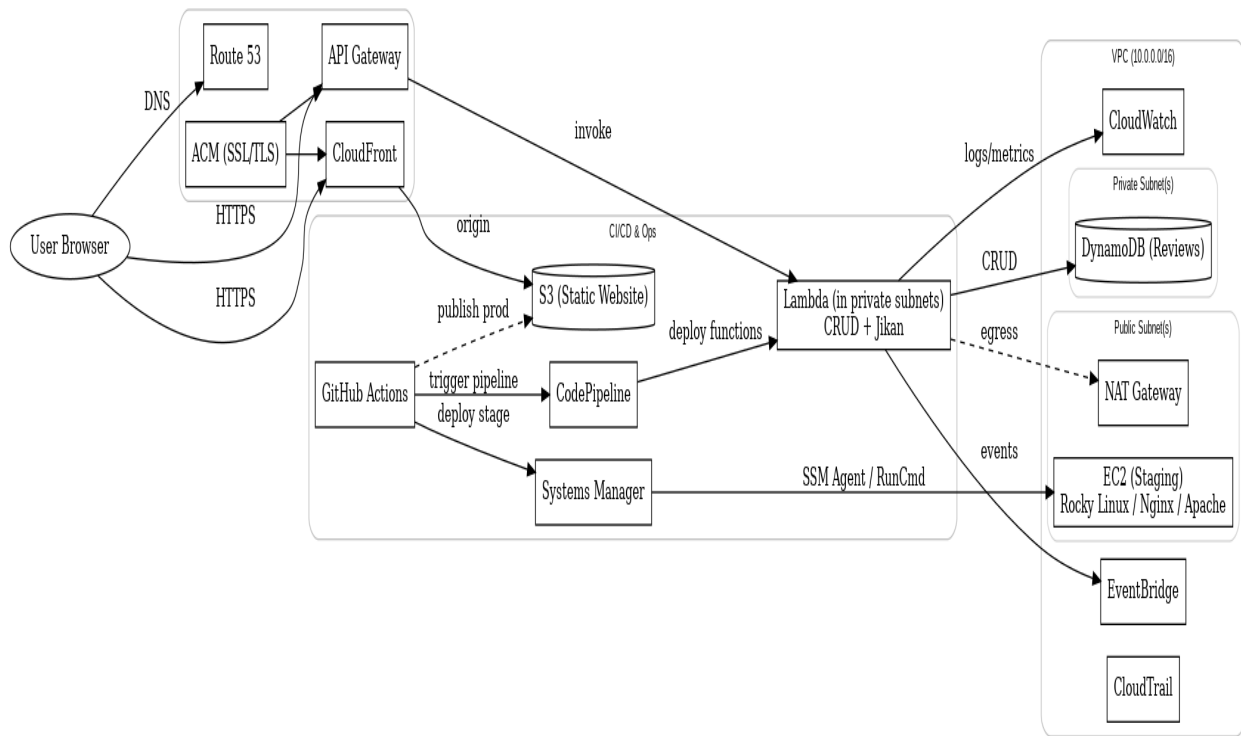 Route 53
API Gateway
VPC (10.0.0.0/16)
DNS
CloudWatch
invoke
ACM (SSL/TLS)
CloudFront
logs/metrics
Private Subnet(s)
HTTPS
origin
CI/CD & Ops
User Browser
DynamoDB (Reviews)
CRUD
HTTPS
S3 (Static Website)
Lambda (in private subnets)
CRUD + Jikan
publish prod
deploy functions
egress
Public Subnet(s)
GitHub Actions
trigger pipeline
CodePipeline
NAT Gateway
deploy stage
events
Systems Manager
SSM Agent / RunCmd
EC2 (Staging)
Rocky Linux / Nginx / Apache
EventBridge
CloudTrail